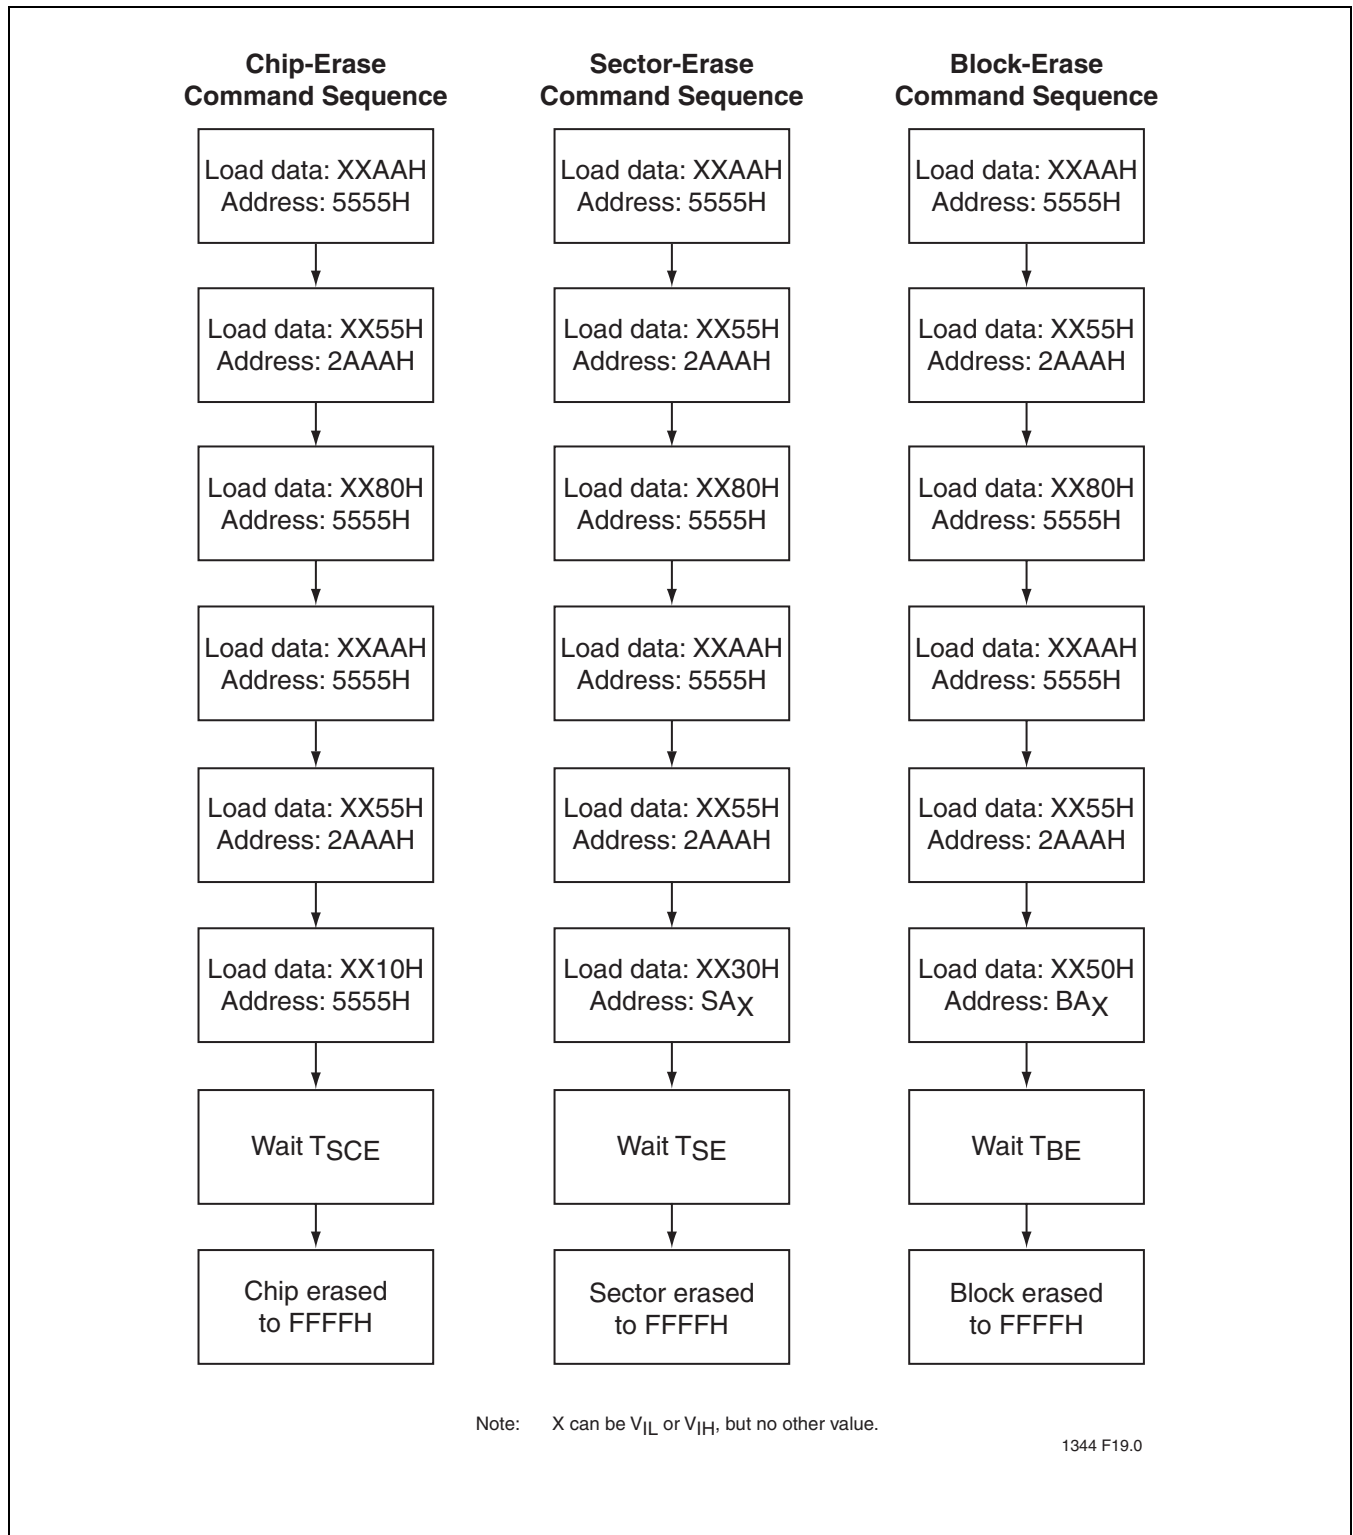 Chip-Erase
Command Sequence
Load data: XXAAH
Address: 5555H
Load data: XX55H
Address: 2AAAH
Load data: XX80H
Address: 5555H
Load data: XXAAH
Address: 5555H
Load data: XX55H
Address: 2AAAH
Load data: XX10H
Address: 5555H
Wait TSCE
Chip erased
to FFFFH
Sector-Erase
Command Sequence
Load data: XXAAH
Address: 5555H
Load data: XX55H
Address: 2AAAH
Load data: XX80H
Address: 5555H
Load data: XXAAH
Address: 5555H
Load data: XX55H
Address: 2AAAH
Load data: XX30H
Address: SAX
Wait TSE
Sector erased
to FFFFH
Block-Erase
Command Sequence
Load data: XXAAH
Address: 5555H
Load data: XX55H
Address: 2AAAH
Load data: XX80H
Address: 5555H
Load data: XXAAH
Address: 5555H
Load data: XX55H
Address: 2AAAH
Load data: XX50H
Address: BAX
Wait TBE
Block erased
to FFFFH
Note: X can be VIL or VIH, but no other value.
1344 F19.0